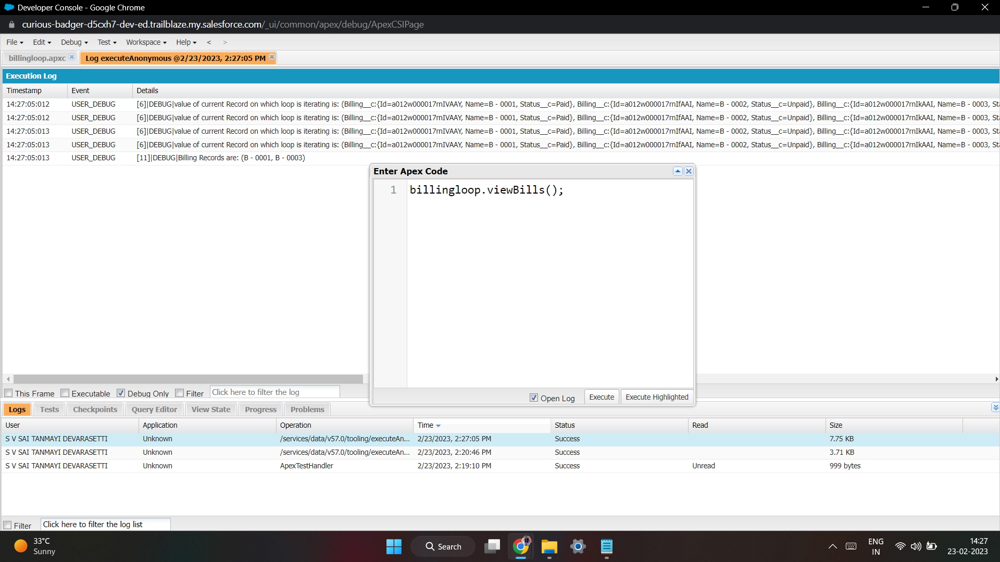 Developer Console - Google Chrome
curious-badger-d5cxh7-dev-ed.trailblaze.my.salesforce.com/_ui/common/apex/debug/ApexCSIPage
File Edit Debug Test Workspace Help < >
billingloop.apxc Log executeAnonymous @2/23/2023, 2:27:05 PM
Execution Log
Timestamp Event Details
14:27:05:012 USER_DEBUG [6]|DEBUG|value of current Record on which loop is iterating is: (Billing__c:{Id=a012w000017rnIVAAY, Name=B - 0001, Status__c=Paid}, Billing__c:{Id=a012w000017rnIfAAI, Name=B - 0002, Status__c=Unpaid}, Billing__c:{Id=a012w000017rnIkAAI, Name=B - 0003, St
14:27:05:012 USER_DEBUG [6]|DEBUG|value of current Record on which loop is iterating is: (Billing__c:{Id=a012w000017rnIVAAY, Name=B - 0001, Status__c=Paid}, Billing__c:{Id=a012w000017rnIfAAI, Name=B - 0002, Status__c=Unpaid}, Billing__c:{Id=a012w000017rnIkAAI, Name=B - 0003, St
14:27:05:013 USER_DEBUG [6]|DEBUG|value of current Record on which loop is iterating is: (Billing__c:{Id=a012w000017rnIVAAY, Name=B - 0001, Status__c=Paid}, Billing__c:{Id=a012w000017rnIfAAI, Name=B - 0002, Status__c=Unpaid}, Billing__c:{Id=a012w000017rnIkAAI, Name=B - 0003, St
14:27:05:013 USER_DEBUG [6]|DEBUG|value of current Record on which loop is iterating is: (Billing__c:{Id=a012w000017rnIVAAY, Name=B - 0001, Status__c=Paid}, Billing__c:{Id=a012w000017rnIfAAI, Name=B - 0002, Status__c=Unpaid}, Billing__c:{Id=a012w000017rnIkAAI, Name=B - 0003, St
14:27:05:013 USER_DEBUG [11]|DEBUG|Billing Records are: (B - 0001, B - 0003)
Enter Apex Code
1 billingloop.viewBills();
Open Log Execute Execute Highlighted
This Frame Executable Debug Only Filter Click here to filter the log
Logs Tests Checkpoints Query Editor View State Progress Problems
User Application Operation Time Status Read Size
S V SAI TANMAYI DEVARASETTI Unknown /services/data/v57.0/tooling/executeAn... 2/23/2023, 2:27:05 PM Success 7.75 KB
S V SAI TANMAYI DEVARASETTI Unknown /services/data/v57.0/tooling/executeAn... 2/23/2023, 2:20:46 PM Success 3.71 KB
S V SAI TANMAYI DEVARASETTI Unknown ApexTestHandler 2/23/2023, 2:19:10 PM Success Unread 999 bytes
Filter Click here to filter the log list
33°C
Sunny
Search
ENG
IN
14:27
23-02-2023